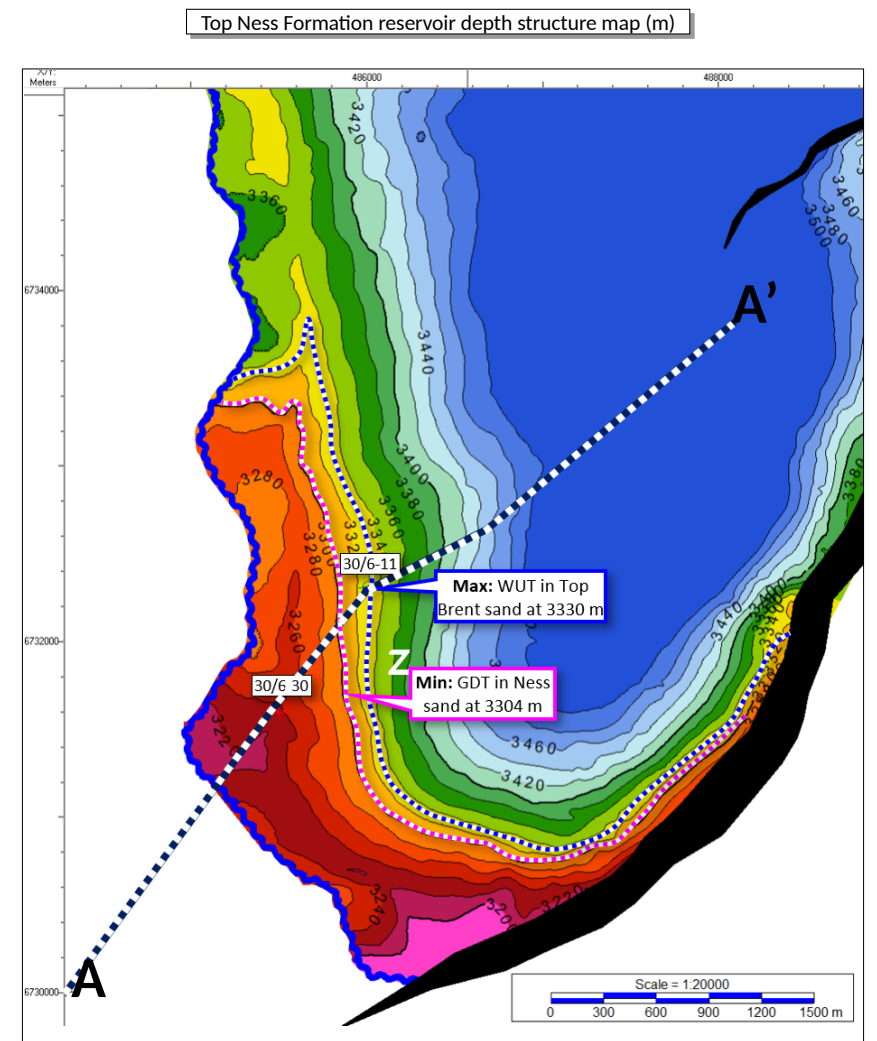 Top Ness Formation reservoir depth structure map (m)
X/Y:
Meters
486000
488000
3420
3360
3460
3480
3500
6734000
A’
3440
3400
3380
3380
3280
3360
3300
3280
30/6-11
Max: WUT in Top
Brent sand at 3330 m
3440
3260
6732000
Z
30/6 30
Min: GDT in Ness
sand at 3304 m
3220
3460
3420
3240
3200
3220
A
6730000
Scale = 1:20000
0 300 600 900 1200 1500 m